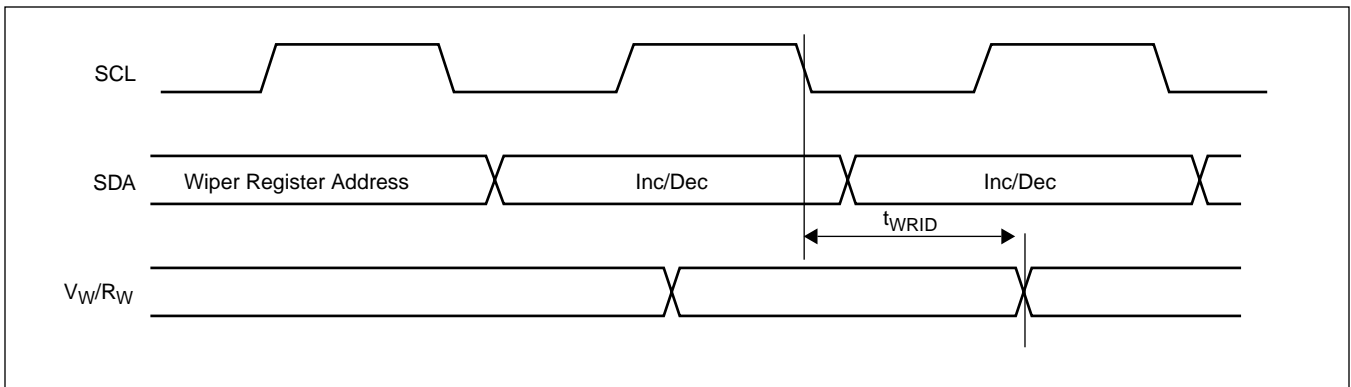 SCL
SDA Wiper Register Address Inc/Dec Inc/Dec
tWRID
VW/RW